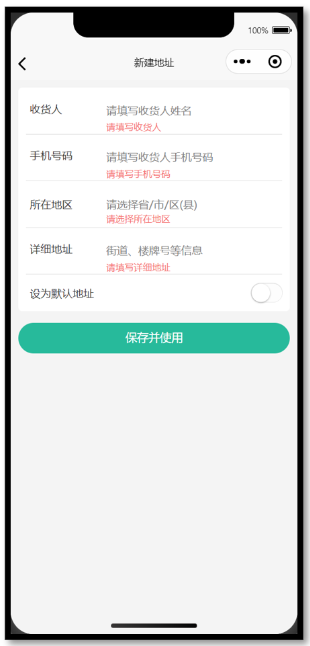 100%
新建地址
收货人 请填写收货人姓名
请填写收货人
手机号码 请填写收货人手机号码
请填写手机号码
所在地区 请选择省/市/区(县)
请选择所在地区
详细地址 街道、楼牌号等信息
请填写详细地址
设为默认地址
保存并使用